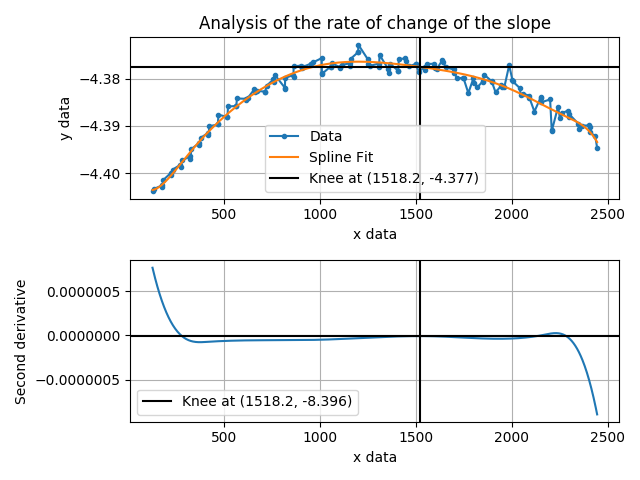 Analysis of the rate of change of the slope
y data
−4.38
−4.39
−4.40
Data
Spline Fit
Knee at (1518.2, -4.377)
500 1000 1500 2000 2500
x data
Second derivative
0.0000005
0.0000000
−0.0000005
Knee at (1518.2, -8.396)
500 1000 1500 2000 2500
x data